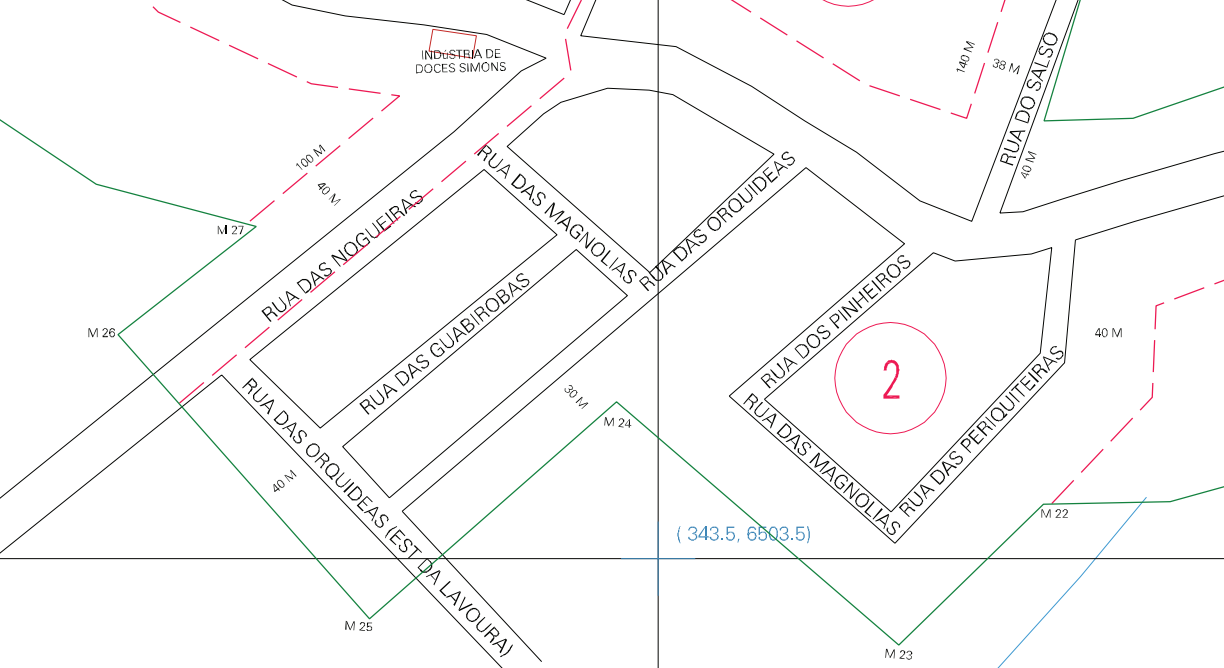 INDúSTRIA DE
DOCES SIMONS
140 M
38 M
RUA DO SALSO
40 M
100 M
40 M
RUA DAS MAGNOLIAS
RUA DAS ORQUIDEAS
M 27
RUA DAS NOGUEIRAS
RUA DAS GUABIROBAS
RUA DOS PINHEIROS
M 26
40 M
2
RUA DAS ORQUIDEAS (EST DA LAVOURA)
30 M
M 24
RUA DAS MAGNOLIAS
RUA DAS PERIQUITEIRAS
40 M
M 22
( 343.5, 6503.5)
M 25
M 23